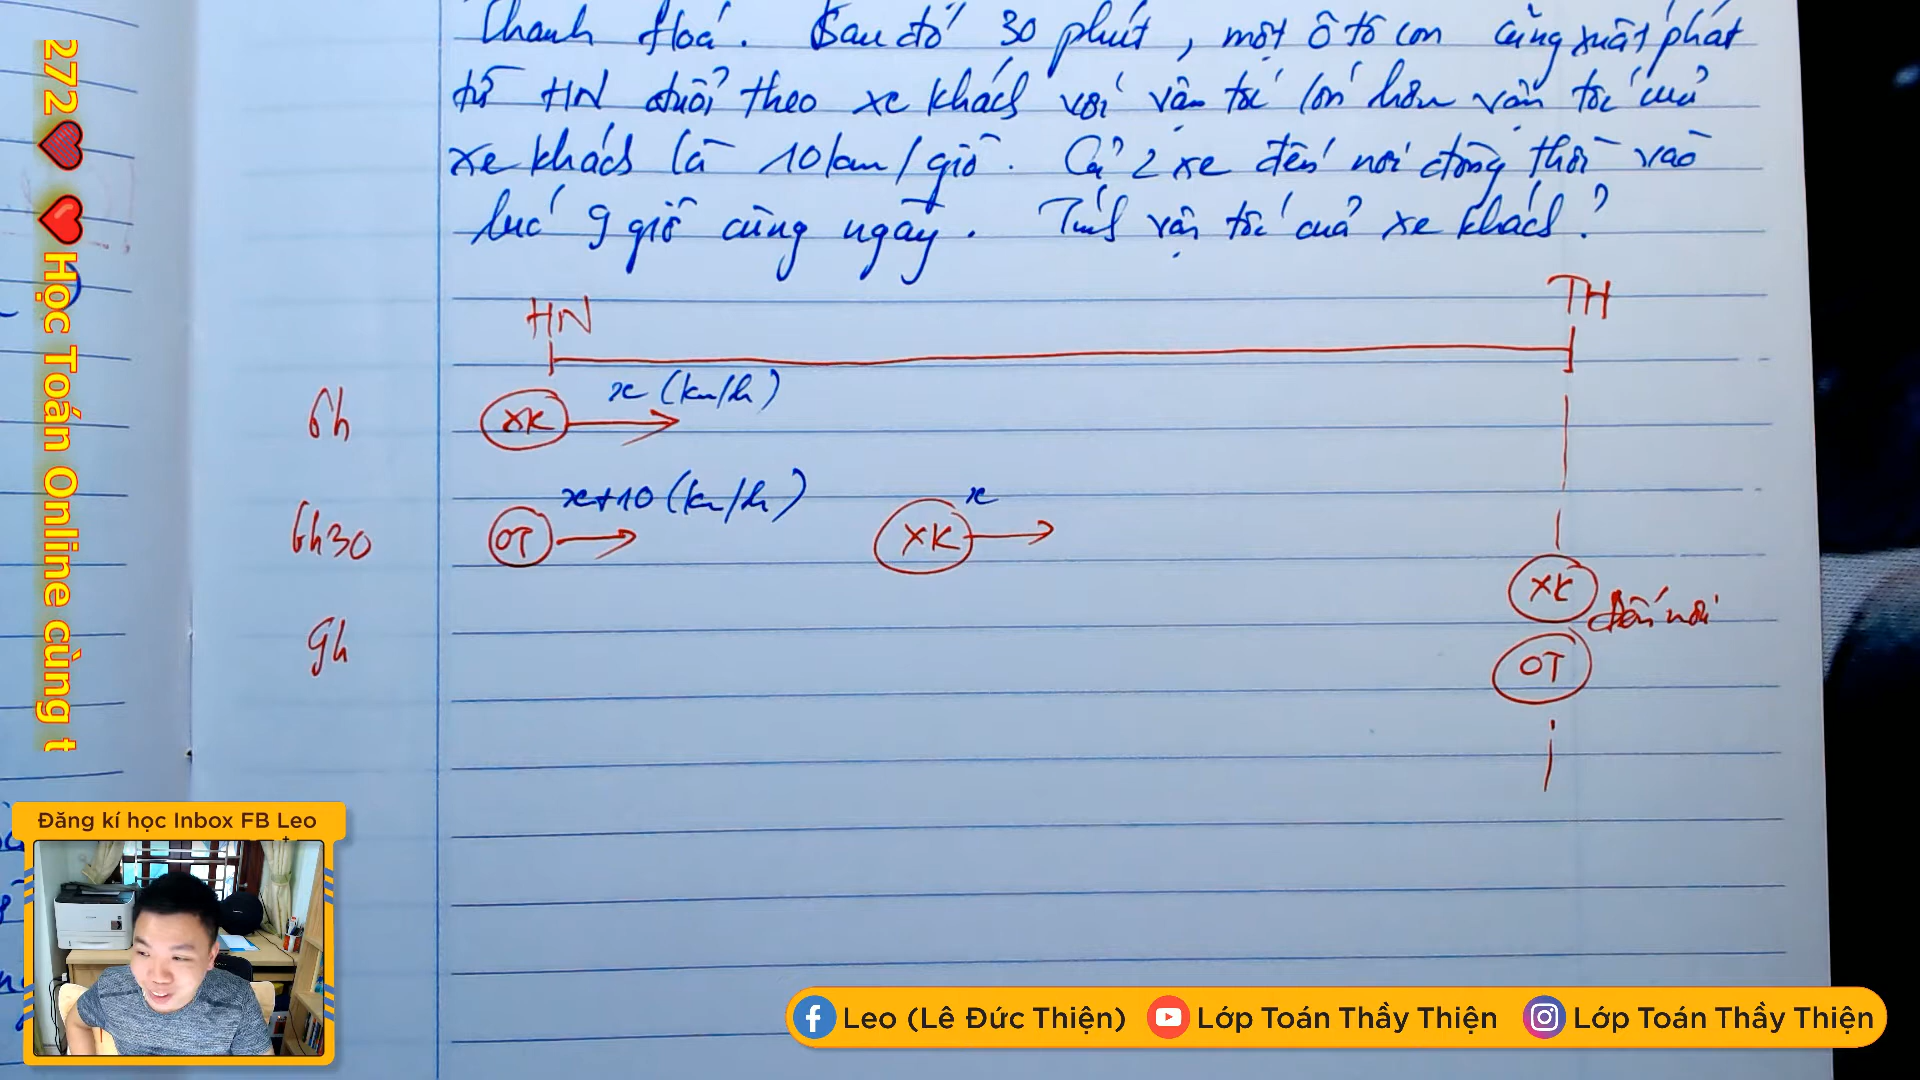 Thanh Hoá. Sau đó 30 phút, một ô tô con cũng xuất phát
từ HN đuổi theo xe khách với vận tốc lớn hơn vận tốc của
xe khách là 10km/giờ. Cả 2 xe đến nơi đồng thời vào
lúc 9 giờ cùng ngày. Tính vận tốc của xe khách?
HN
TH
x (km/h)
6h
XK
x+10 (km/h)
x
6h30
OT
XK
XK
đến nơi
9h
OT
272❤️ ❤️Học Toán Online cùng t
Đăng kí học Inbox FB Leo
Leo (Lê Đức Thiện)
Lớp Toán Thầy Thiện
Lớp Toán Thầy Thiện